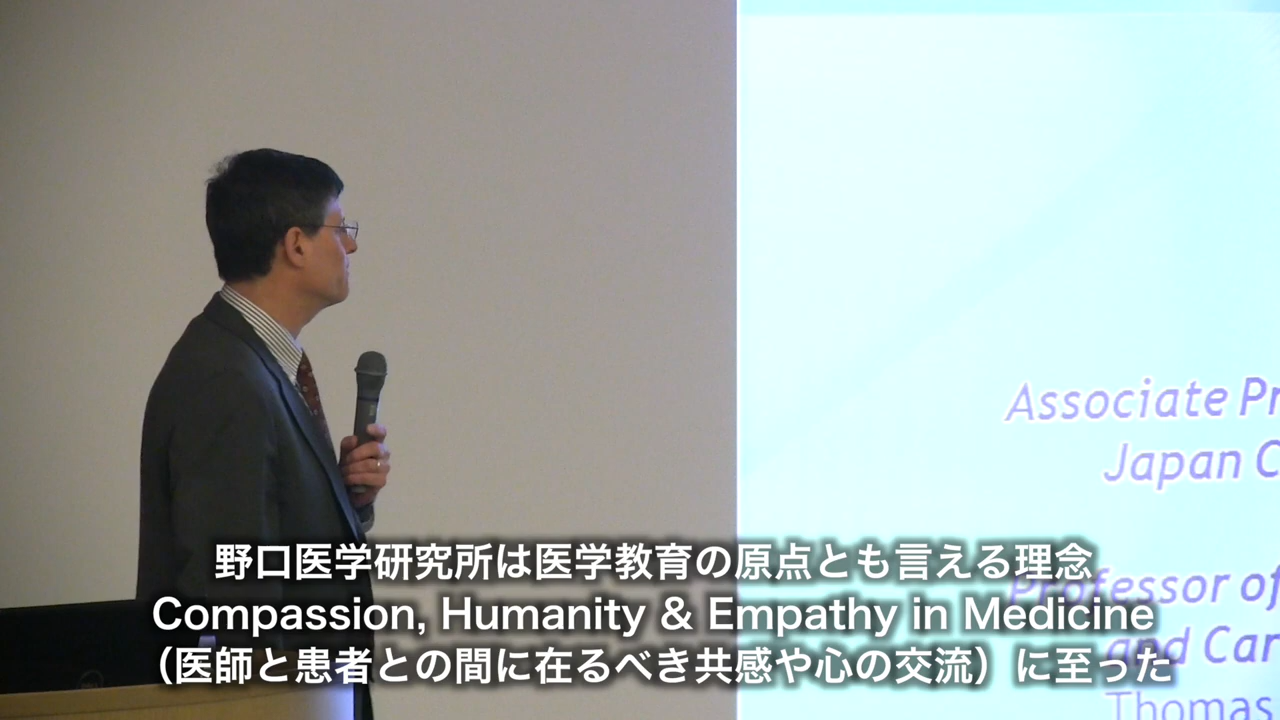 Associate Pr
Japan C
Professor of
and Car
Thomas
野口医学研究所は医学教育の原点とも言える理念
Compassion, Humanity & Empathy in Medicine
（医師と患者との間に在るべき共感や心の交流）に至った